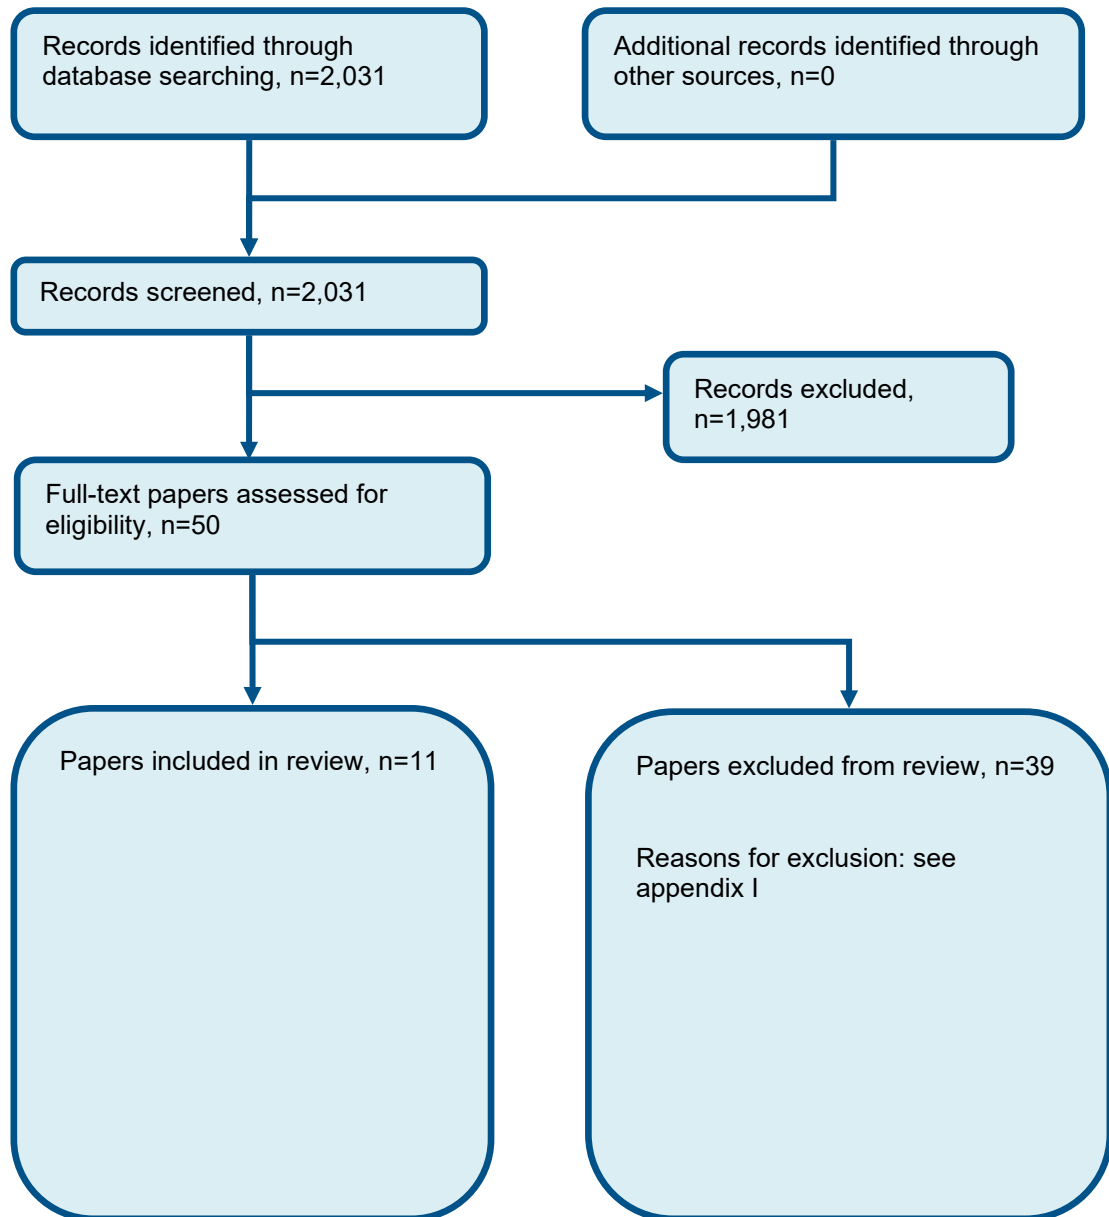 Records identified through
database searching, n=2,031
Additional records identified through
other sources, n=0
Records screened, n=2,031
Records excluded,
n=1,981
Full-text papers assessed for
eligibility, n=50
Papers included in review, n=11
Papers excluded from review, n=39
Reasons for exclusion: see
appendix I